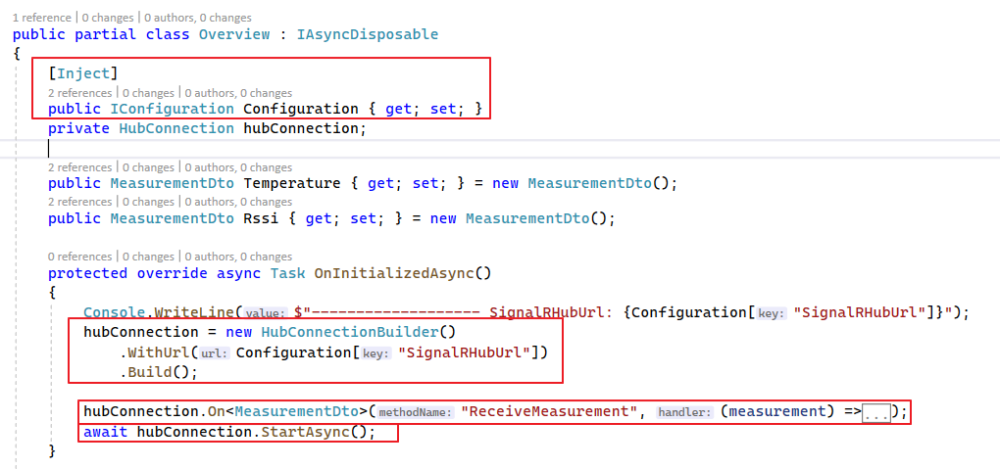 1 reference | 0 changes | 0 authors, 0 changes
public partial class Overview : IAsyncDisposable
{
[Inject]
2 references | 0 changes | 0 authors, 0 changes
public IConfiguration Configuration { get; set; }
private HubConnection hubConnection;
2 references | 0 changes | 0 authors, 0 changes
public MeasurementDto Temperature { get; set; } = new MeasurementDto();
2 references | 0 changes | 0 authors, 0 changes
public MeasurementDto Rssi { get; set; } = new MeasurementDto();
0 references | 0 changes | 0 authors, 0 changes
protected override async Task OnInitializedAsync()
{
Console.WriteLine(value: $"------------------- SignalRHubUrl: {Configuration[key: "SignalRHubUrl"]}");
hubConnection = new HubConnectionBuilder()
.WithUrl(url: Configuration[key: "SignalRHubUrl"])
.Build();
hubConnection.On<MeasurementDto>(methodName: "ReceiveMeasurement", handler: (measurement) =>...);
await hubConnection.StartAsync();
}